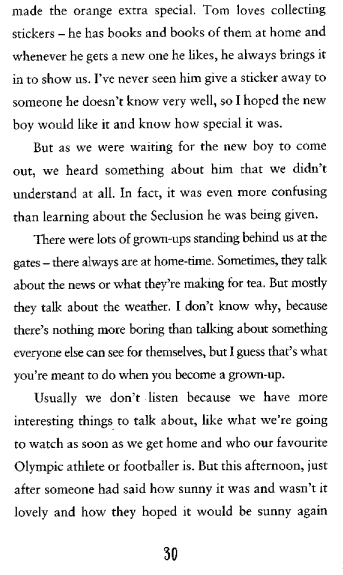 made the orange extra special. Tom loves collecting
stickers – he has books and books of them at home and
whenever he gets a new one he likes, he always brings it
in to show us. I've never seen him give a sticker away to
someone he doesn't know very well, so I hoped the new
boy would like it and know how special it was.
But as we were waiting for the new boy to come
out, we heard something about him that we didn't
understand at all. In fact, it was even more confusing
than learning about the Seclusion he was being given.
There were lots of grown-ups standing behind us at the
gates – there always are at home-time. Sometimes, they talk
about the news or what they're making for tea. But mostly
they talk about the weather. I don't know why, because
there's nothing more boring than talking about something
everyone else can see for themselves, but I guess that's what
you're meant to do when you become a grown-up.
Usually we don't listen because we have more
interesting things to talk about, like what we're going
to watch as soon as we get home and who our favourite
Olympic athlete or footballer is. But this afternoon, just
after someone had said how sunny it was and wasn't it
lovely and how they hoped it would be sunny again
30